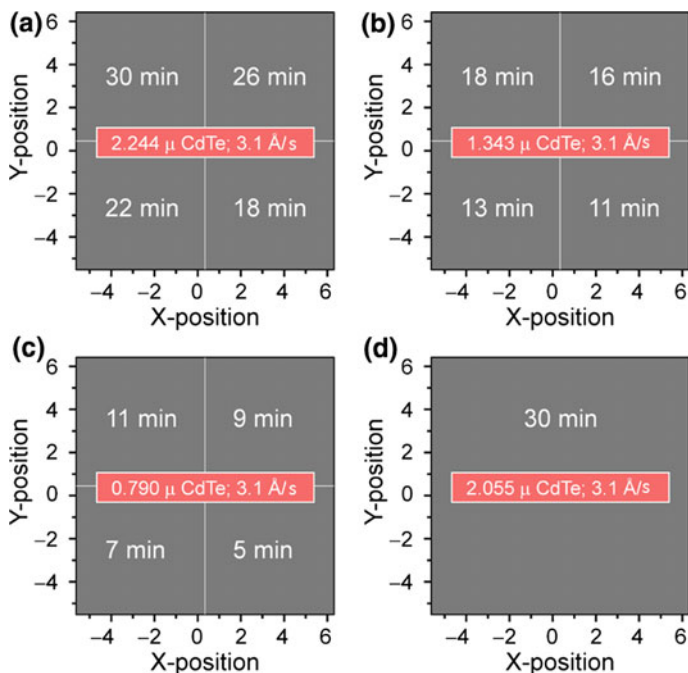 (a)
6
4
2
0
−2
−4
Y-position
30 min
26 min
2.244 µ CdTe; 3.1 Å/s
22 min
18 min
−4 −2 0 2 4 6
X-position
(b)
6
4
2
0
−2
−4
Y-position
18 min
16 min
1.343 µ CdTe; 3.1 Å/s
13 min
11 min
−4 −2 0 2 4 6
X-position
(c)
6
4
2
0
−2
−4
Y-position
11 min
9 min
0.790 µ CdTe; 3.1 Å/s
7 min
5 min
−4 −2 0 2 4 6
X-position
(d)
6
4
2
0
−2
−4
Y-position
30 min
2.055 µ CdTe; 3.1 Å/s
−4 −2 0 2 4 6
X-position